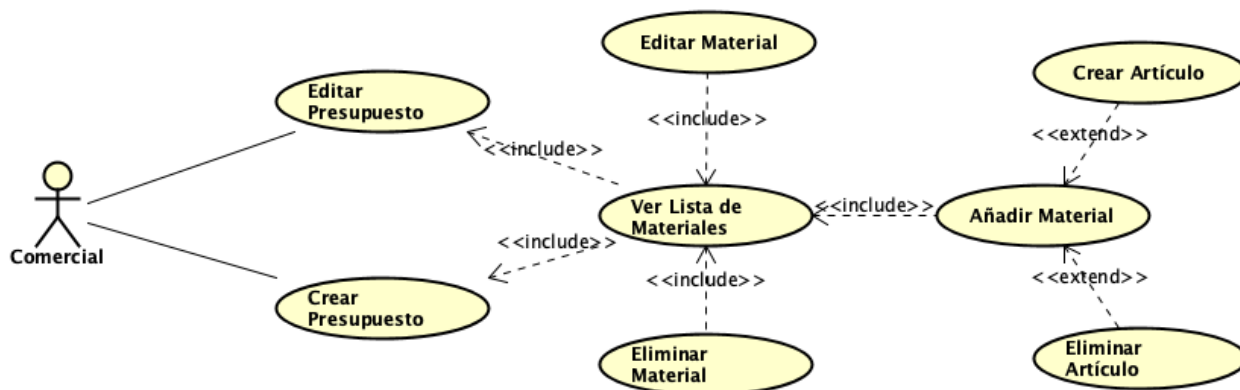 Editar Material
Crear Artículo
Editar
Presupuesto
<<include>>
<<extend>>
<<include>>
Comercial
Ver Lista de
Materiales
<<include>>
Añadir Material
<<include>>
<<include>>
<<extend>>
Crear
Presupuesto
Eliminar
Material
Eliminar
Artículo